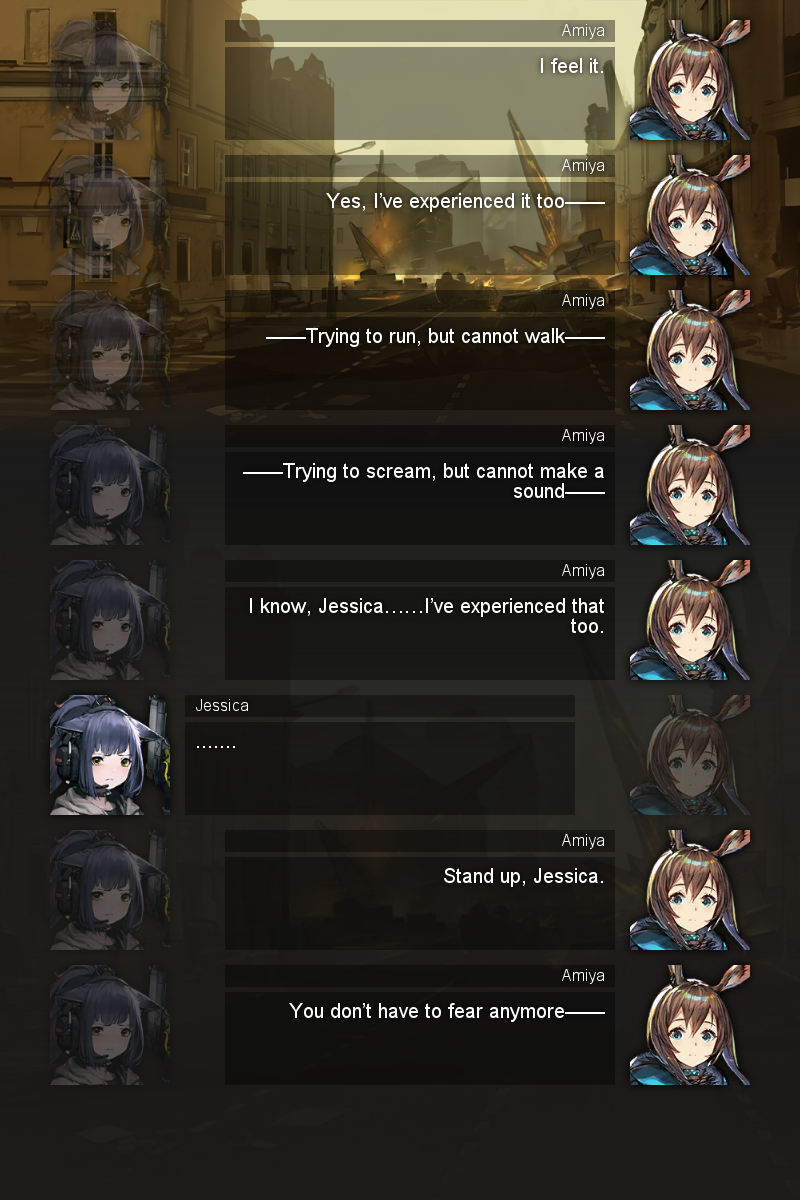 Amiya
I feel it.
Amiya
Yes, I've experienced it too——
Amiya
——Trying to run, but cannot walk——
Amiya
——Trying to scream, but cannot make a
sound——
Amiya
I know, Jessica……I've experienced that
too.
Jessica
.......
Amiya
Stand up, Jessica.
Amiya
You don't have to fear anymore——